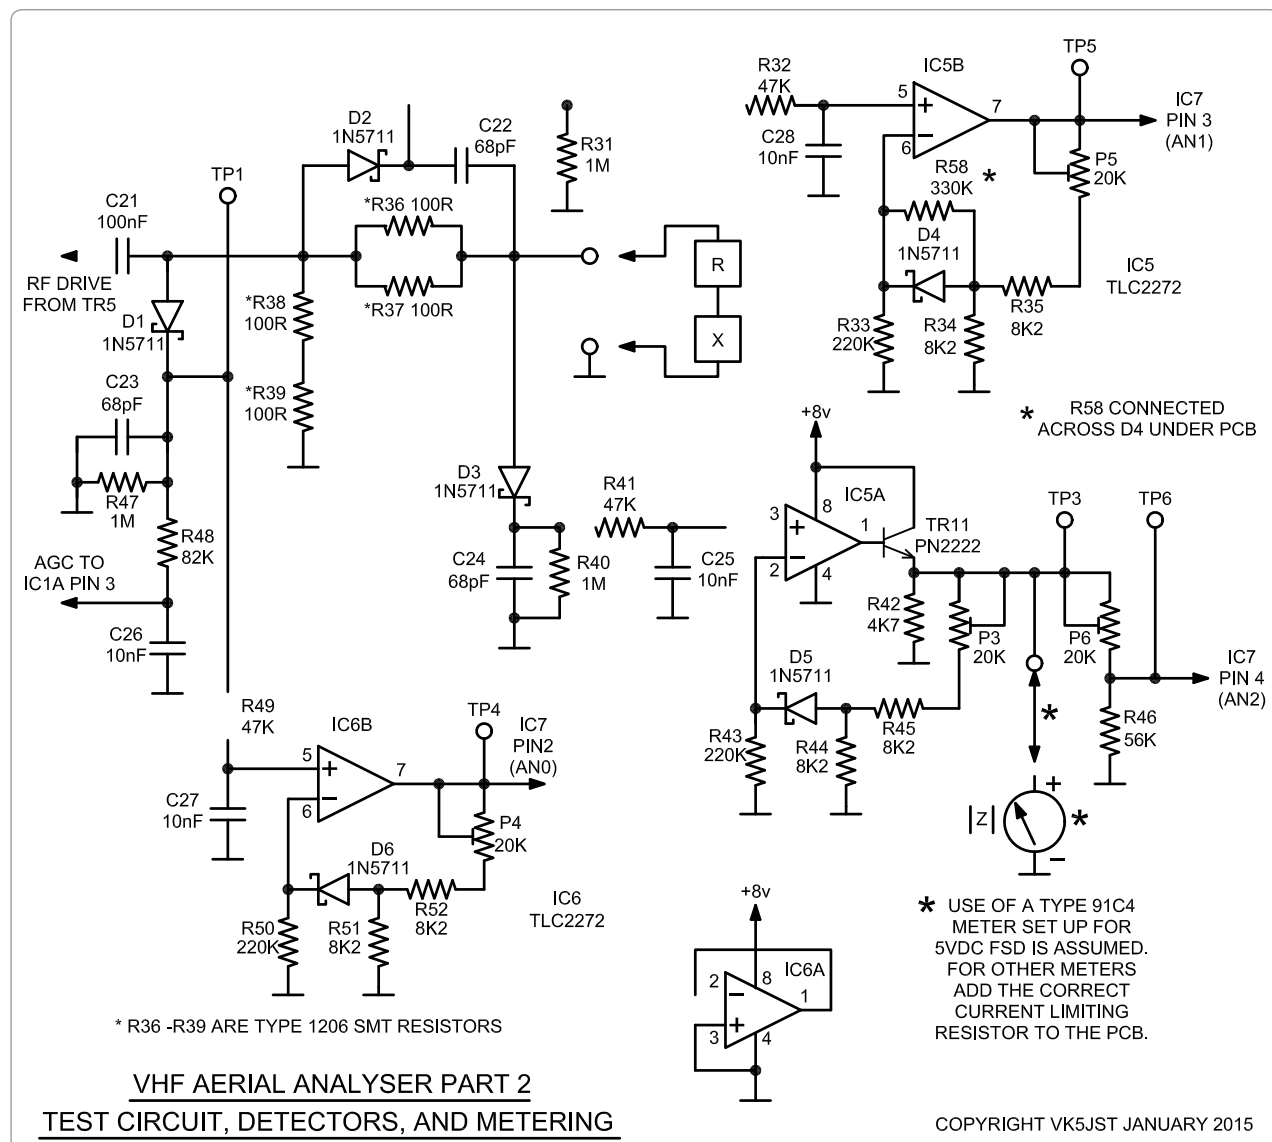 TP5
R32
47K
IC5B
5
7
IC7
PIN 3
(AN1)
D2
1N5711
C22
68pF
R31
1M
C28
10nF
6
R58
330K *
P5
20K
TP1
C21
100nF
*R36 100R
D4
1N5711
R
RF DRIVE
FROM TR5
*R38
100R
*R37 100R
IC5
TLC2272
D1
1N5711
R35
8K2
R33
220K
R34
8K2
X
C23
68pF
*R39
100R
+8v
* R58 CONNECTED
ACROSS D4 UNDER PCB
R47
1M
D3
1N5711
R41
47K
IC5A
8
3
1
TP3
TP6
R48
82K
TR11
PN2222
AGC TO
IC1A PIN 3
C24
68pF
R40
1M
C25
10nF
2
4
R42
4K7
P3
20K
P6
20K
C26
10nF
IC7
PIN 4
(AN2)
D5
1N5711
R49
47K
TP4
IC7
PIN2
(AN0)
IC6B
*
R43
220K
R44
8K2
R45
8K2
R46
56K
5
7
6
C27
10nF
P4
20K
|Z|
+
*
–
D6
1N5711
R50
220K
R51
8K2
R52
8K2
IC6
TLC2272
+8v
* USE OF A TYPE 91C4
METER SET UP FOR
5VDC FSD IS ASSUMED.
FOR OTHER METERS
ADD THE CORRECT
CURRENT LIMITING
RESISTOR TO THE PCB.
IC6A
8
2
1
3
4
* R36 -R39 ARE TYPE 1206 SMT RESISTORS
VHF AERIAL ANALYSER PART 2
TEST CIRCUIT, DETECTORS, AND METERING
COPYRIGHT VK5JST JANUARY 2015